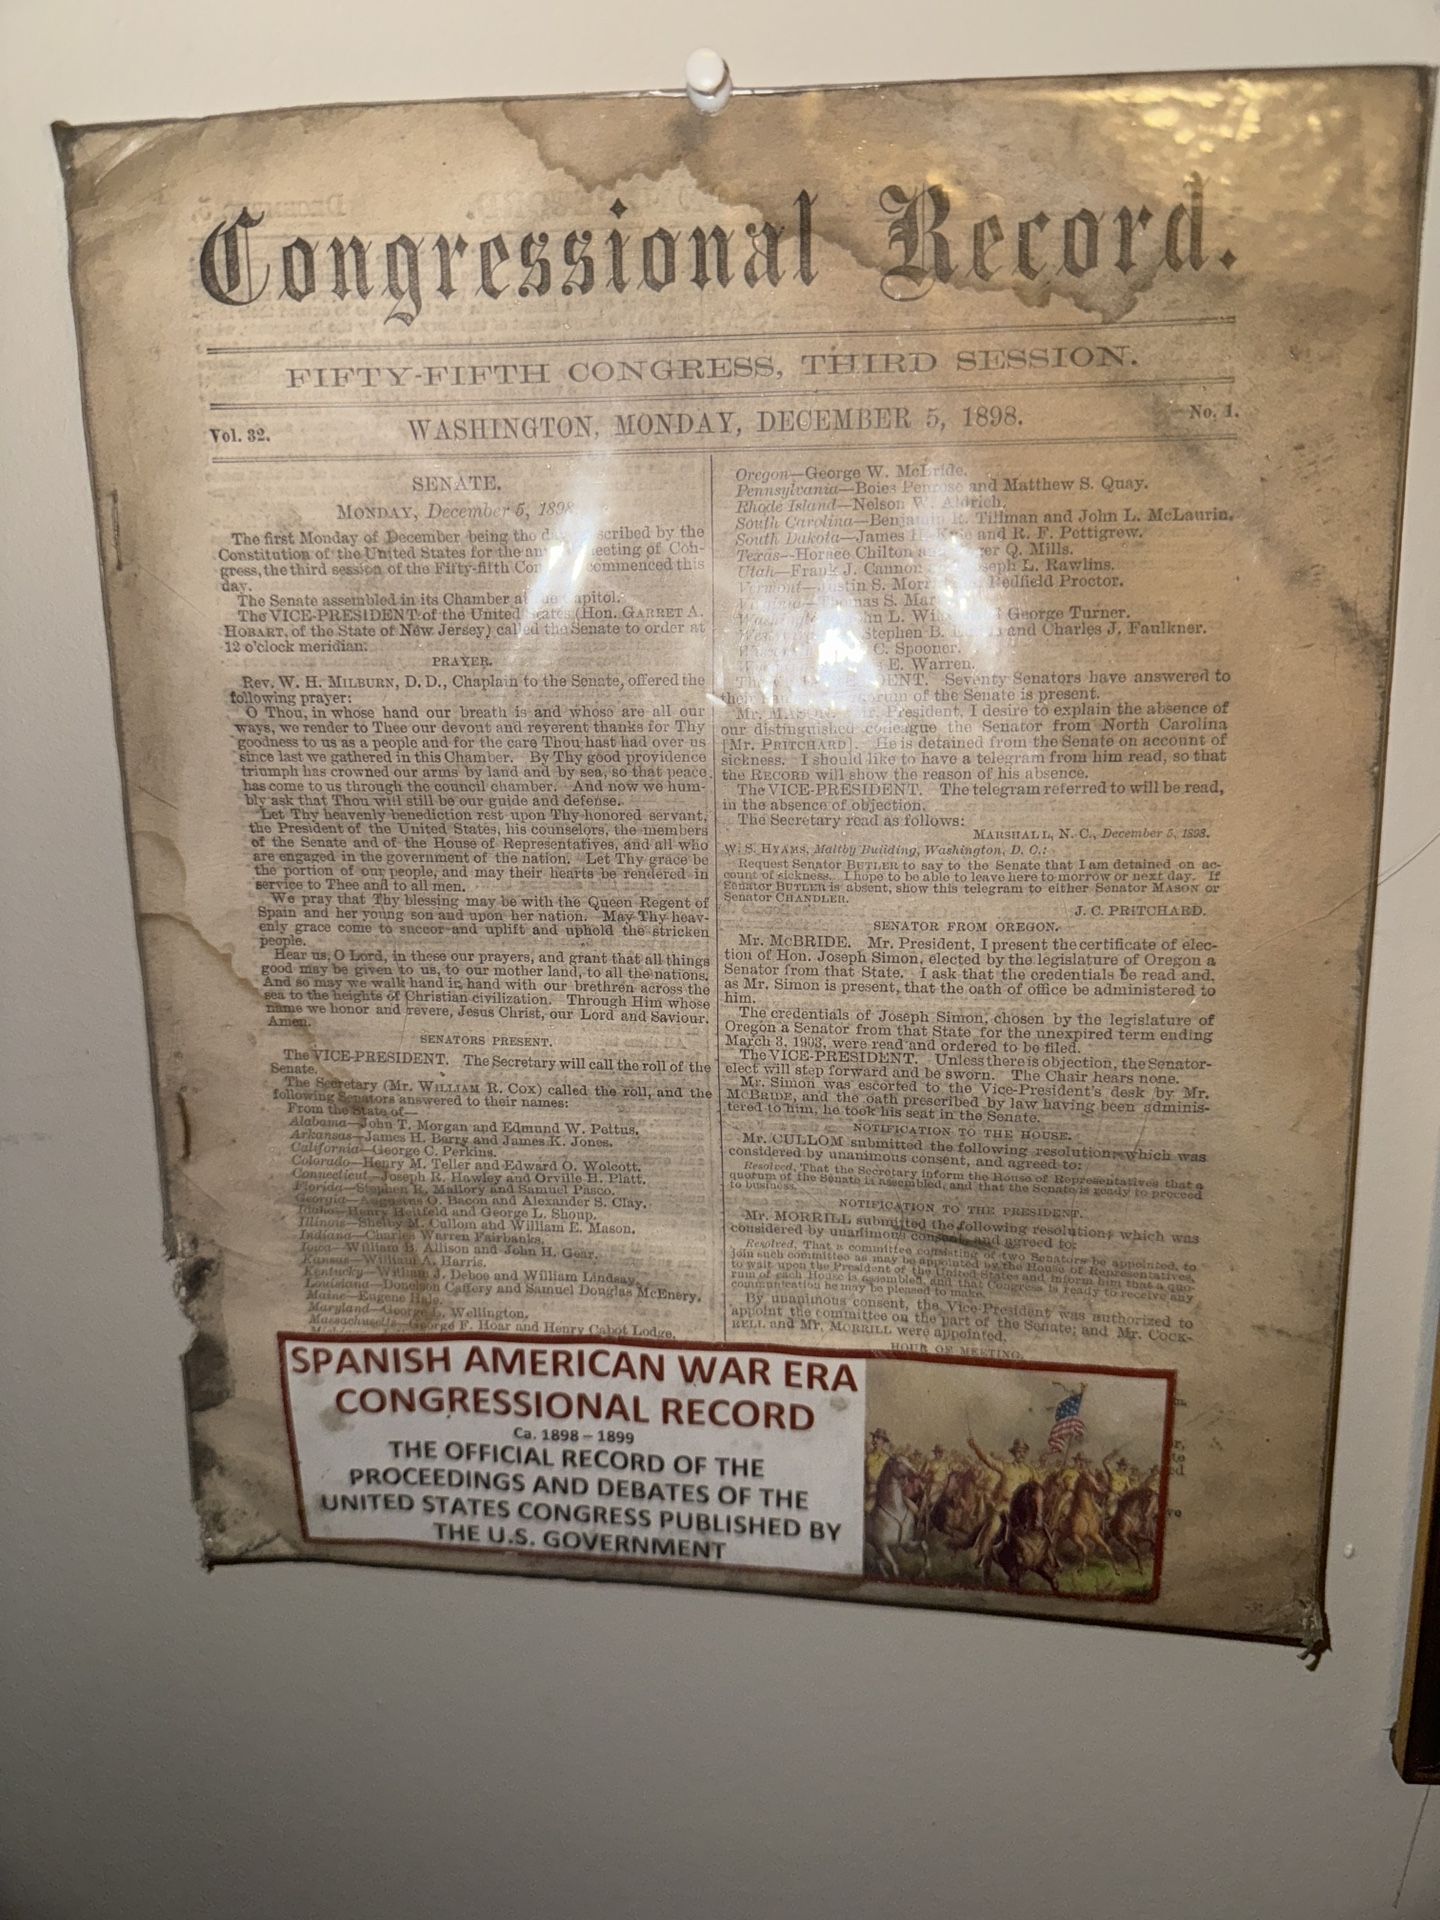 Congressional Record.
FIFTY-FIFTH CONGRESS, THIRD SESSION.
Vol. 32.
WASHINGTON, MONDAY, DECEMBER 5, 1898.
No. 1.
SENATE.
MONDAY, December 5, 1898.
The first Monday of December being the scribed by the
Constitution of the United States for the meeting of Con-
gress, the third session of the Fifty-fifth commenced this
day.
The Senate assembled in its Chamber at Capitol.
The VICE-PRESIDENT of the United States (Hon. GARRET A.
HOBART, of the State of New Jersey) called the Senate to order at
12 o'clock meridian.
PRAYER.
Rev. W. H. MILBURN, D. D., Chaplain to the Senate, offered the
following prayer:
O Thou, in whose hand our breath is and whose are all our
ways, we render to Thee our devout and reverent thanks for Thy
goodness to us as a people and for the care Thou hast had over us
since last we gathered in this Chamber. By Thy good providence
triumph has crowned our arms by land and by sea, so that peace
has come to us through the council chamber. And now we hum-
bly ask that Thou will still be our guide and defense.
Let Thy heavenly benediction rest upon Thy honored servant,
the President of the United States, his counselors, the members
of the Senate and of the House of Representatives, and all who
are engaged in the government of the nation. Let Thy grace be
the portion of our people, and may their hearts be rendered in
service to Thee and to all men.
We pray that Thy blessing may be with the Queen Regent of
Spain and her young son and upon her nation. May Thy heav-
enly grace come to succor and uplift and uphold the stricken
people.
Hear us, O Lord, in these our prayers, and grant that all things
good may be given to us, to our mother land, to all the nations.
And so may we walk hand in hand with our brethren across the
sea to the heights of Christian civilization. Through Him whose
name we honor and revere, Jesus Christ, our Lord and Saviour.
Amen.
SENATORS PRESENT.
The VICE-PRESIDENT. The Secretary will call the roll of the
Senate.
The Secretary (Mr. WILLIAM R. COX) called the roll, and the
following Senators answered to their names:
From the State of—
Alabama—John T. Morgan and Edmund W. Pettus.
Arkansas—James H. Berry and James K. Jones.
California—George C. Perkins.
Colorado—Henry M. Teller and Edward O. Wolcott.
Connecticut—Joseph R. Hawley and Orville H. Platt.
Florida—Stephen R. Mallory and Samuel Pasco.
Georgia—Augustus O. Bacon and Alexander S. Clay.
Idaho—Henry Heitfeld and George L. Shoup.
Illinois—Shelby M. Cullom and William E. Mason.
Indiana—Charles Warren Fairbanks.
Iowa—William B. Allison and John H. Gear.
Kansas—William A. Harris.
Kentucky—William J. Deboe and William Lindsay.
Louisiana—Donelson Caffery and Samuel Douglas McEnery.
Maine—Eugene Hale.
Maryland—George L. Wellington.
Massachusetts—George F. Hoar and Henry Cabot Lodge.
Oregon—George W. McBride.
Pennsylvania—Boies Penrose and Matthew S. Quay.
Rhode Island—Nelson W. Aldrich.
South Carolina—Benjamin R. Tillman and John L. McLaurin.
South Dakota—James H. Kyle and R. F. Pettigrew.
Texas—Horace Chilton and Roger Q. Mills.
Utah—Frank J. Cannon Joseph L. Rawlins.
Vermont—Justin S. Redfield Proctor.
Virginia—Thomas S.
George Turner.
Stephen B. and Charles J. Faulkner.
C. Spooner.
E. Warren.
The Seventy Senators have answered to
of the Senate is present.
Mr. MASON. Mr. President, I desire to explain the absence of
our distinguished colleague the Senator from North Carolina
[Mr. PRITCHARD]. He is detained from the Senate on account of
sickness. I should like to have a telegram from him read, so that
the RECORD will show the reason of his absence.
The VICE-PRESIDENT. The telegram referred to will be read,
in the absence of objection.
The Secretary read as follows:
MARSHALL, N. C., December 5, 1898.
W. S. HYAMS, Maltby Building, Washington, D. C.:
Request Senator BUTLER to say to the Senate that I am detained on ac-
count of sickness. I hope to be able to leave here to morrow or next day. If
Senator BUTLER is absent, show this telegram to either Senator MASON or
Senator CHANDLER.
J. C. PRITCHARD.
SENATOR FROM OREGON.
Mr. McBRIDE. Mr. President, I present the certificate of elec-
tion of Hon. Joseph Simon, elected by the legislature of Oregon a
Senator from that State. I ask that the credentials be read and,
as Mr. Simon is present, that the oath of office be administered to
him.
The credentials of Joseph Simon, chosen by the legislature of
Oregon a Senator from that State for the unexpired term ending
March 3, 1903, were read and ordered to be filed.
The VICE-PRESIDENT. Unless there is objection, the Senator-
elect will step forward and be sworn. The Chair hears none.
Mr. Simon was escorted to the Vice-President's desk by Mr.
MCBRIDE, and the oath prescribed by law having been adminis-
tered to him, he took his seat in the Senate.
NOTIFICATION TO THE HOUSE.
Mr. CULLOM submitted the following resolution; which was
considered by unanimous consent, and agreed to:
Resolved, That the Secretary inform the House of Representatives that a
quorum of the Senate is assembled, and that the Senate is ready to proceed
to business.
NOTIFICATION TO THE PRESIDENT.
Mr. MORRILL submitted the following resolution; which was
considered by unanimous consent, and agreed to:
Resolved, That a committee consisting of two Senators be appointed, to
join such committee as may be appointed by the House of Representatives,
to wait upon the President of the United States and inform him that a quo-
rum of each House is assembled, and that Congress is ready to receive any
communication he may be pleased to make.
By unanimous consent, the Vice-President was authorized to
appoint the committee on the part of the Senate; and Mr. COCK-
RELL and Mr. MORRILL were appointed.
HOUR OF MEETING.
SPANISH AMERICAN WAR ERA
CONGRESSIONAL RECORD
Ca. 1898 – 1899
THE OFFICIAL RECORD OF THE
PROCEEDINGS AND DEBATES OF THE
UNITED STATES CONGRESS PUBLISHED BY
THE U.S. GOVERNMENT